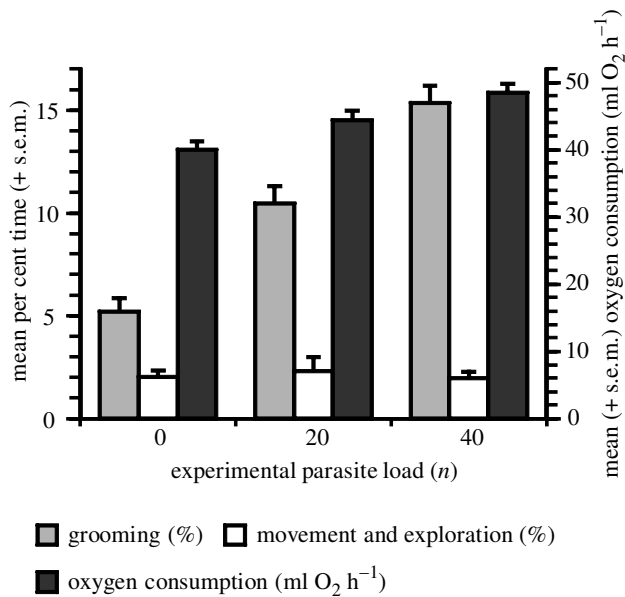 mean per cent time (+ s.e.m.)
15
10
5
0
50
40
30
20
10
0
mean (+ s.e.m.) oxygen consumption (ml O₂ h⁻¹)
0 20 40
experimental parasite load (n)
grooming (%) movement and exploration (%)
oxygen consumption (ml O₂ h⁻¹)